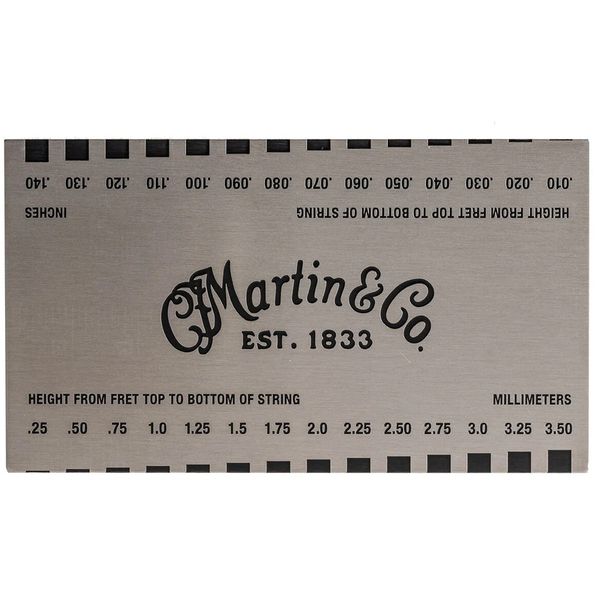 .140 .130 .120 .110 .100 .090 .080 .070 .060 .050 .040 .030 .020 .010
INCHES HEIGHT FROM FRET TOP TO BOTTOM OF STRING
CF Martin & Co.
EST. 1833
HEIGHT FROM FRET TOP TO BOTTOM OF STRING MILLIMETERS
.25 .50 .75 1.0 1.25 1.5 1.75 2.0 2.25 2.50 2.75 3.0 3.25 3.50